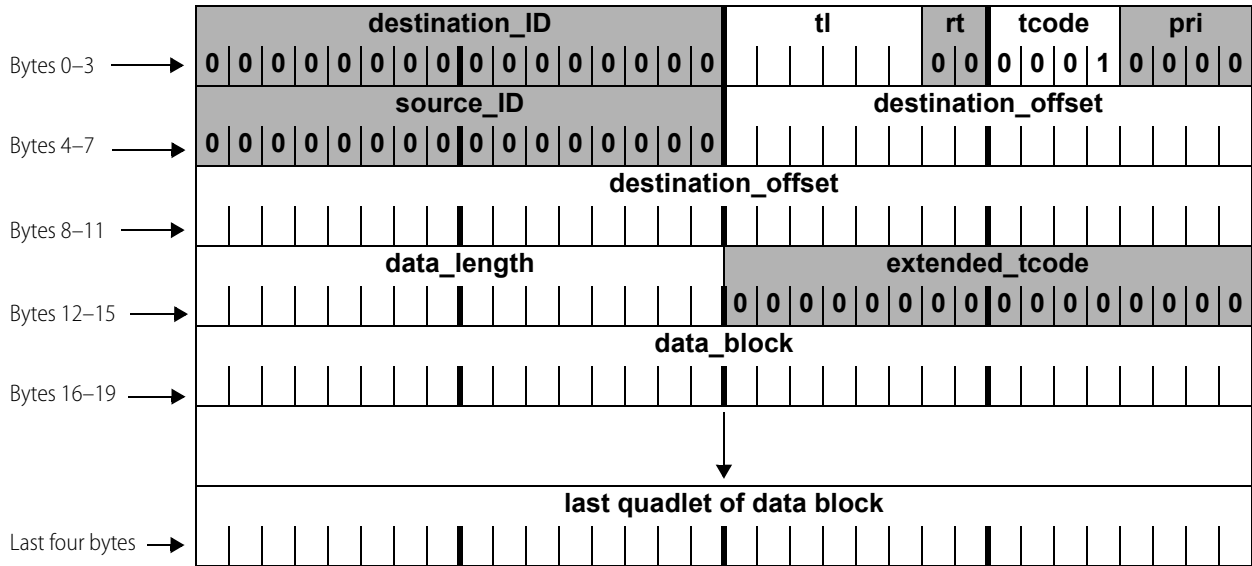 destination_ID tl rt tcode pri
Bytes 0–3 0 0 0 0 0 0 0 0 0 0 0 0 0 0 0 0 0 0 0 0 0 1 0 0 0 0
source_ID destination_offset
Bytes 4–7 0 0 0 0 0 0 0 0 0 0 0 0 0 0 0 0
destination_offset
Bytes 8–11
data_length extended_tcode
Bytes 12–15 0 0 0 0 0 0 0 0 0 0 0 0 0 0 0 0
data_block
Bytes 16–19
last quadlet of data block
Last four bytes